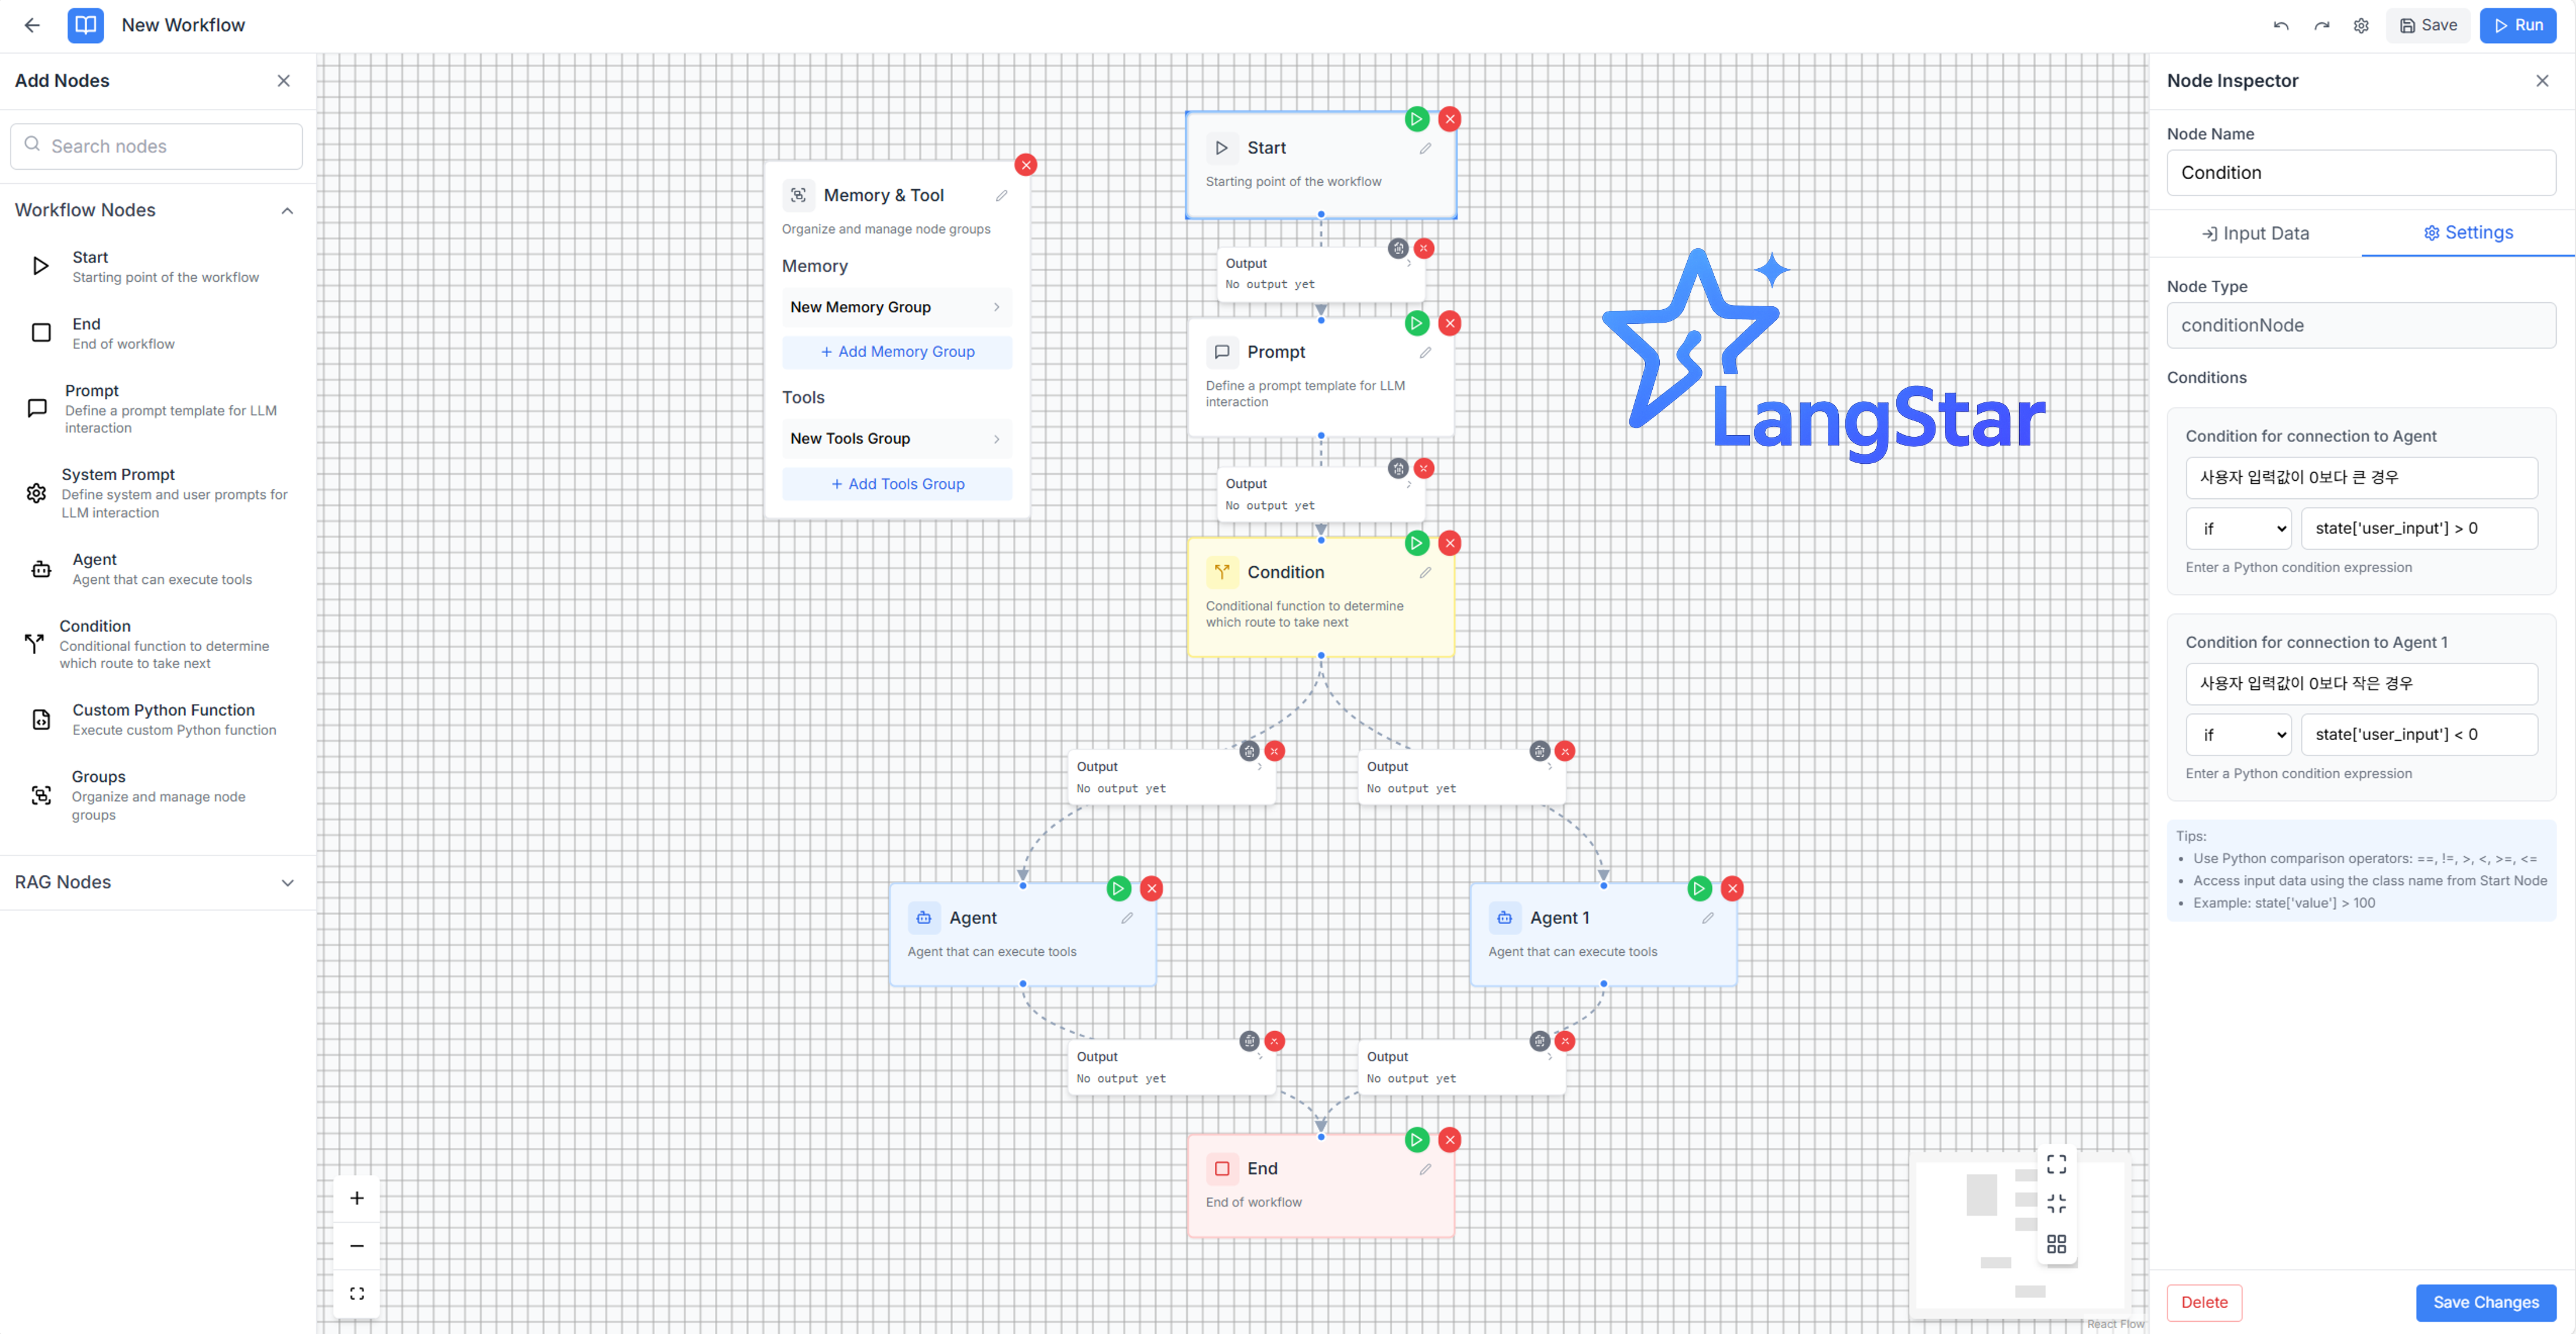 New Workflow
Save
Run
Add Nodes
Search nodes
Workflow Nodes
Start
Starting point of the workflow
End
End of workflow
Prompt
Define a prompt template for LLM
interaction
System Prompt
Define system and user prompts for
LLM interaction
Agent
Agent that can execute tools
Condition
Conditional function to determine
which route to take next
Custom Python Function
Execute custom Python function
Groups
Organize and manage node
groups
RAG Nodes
Memory & Tool
Organize and manage node groups
Memory
New Memory Group
+ Add Memory Group
Tools
New Tools Group
+ Add Tools Group
Start
Starting point of the workflow
Output
No output yet
Prompt
Define a prompt template for LLM
interaction
Output
No output yet
Condition
Conditional function to determine
which route to take next
Output
No output yet
Output
No output yet
Agent
Agent that can execute tools
Agent 1
Agent that can execute tools
Output
No output yet
Output
No output yet
End
End of workflow
LangStar
React Flow
Node Inspector
Node Name
Condition
Input Data
Settings
Node Type
conditionNode
Conditions
Condition for connection to Agent
사용자 입력값이 0보다 큰 경우
if
state['user_input'] > 0
Enter a Python condition expression
Condition for connection to Agent 1
사용자 입력값이 0보다 작은 경우
if
state['user_input'] < 0
Enter a Python condition expression
Tips:
• Use Python comparison operators: ==, !=, >, <, >=, <=
• Access input data using the class name from Start Node
• Example: state['value'] > 100
Delete
Save Changes